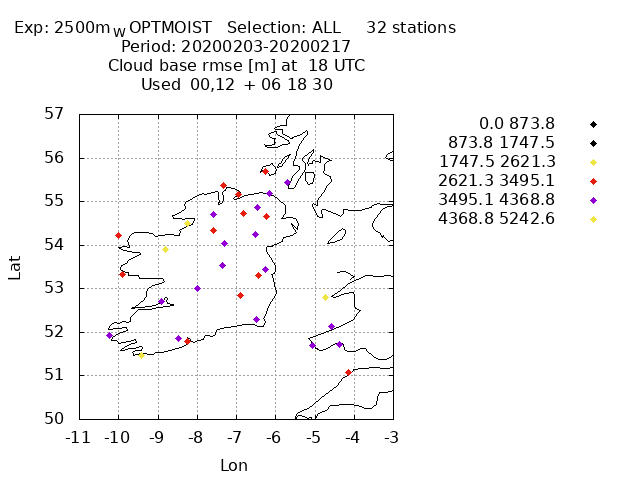 Exp: 2500mW OPTMOIST Selection: ALL 32 stations
Period: 20200203-20200217
Cloud base rmse [m] at 18 UTC
Used 00,12 + 06 18 30
0.0 873.8
873.8 1747.5
1747.5 2621.3
2621.3 3495.1
3495.1 4368.8
4368.8 5242.6
57
56
55
54
53
52
51
50
Lat
-11 -10 -9 -8 -7 -6 -5 -4 -3
Lon